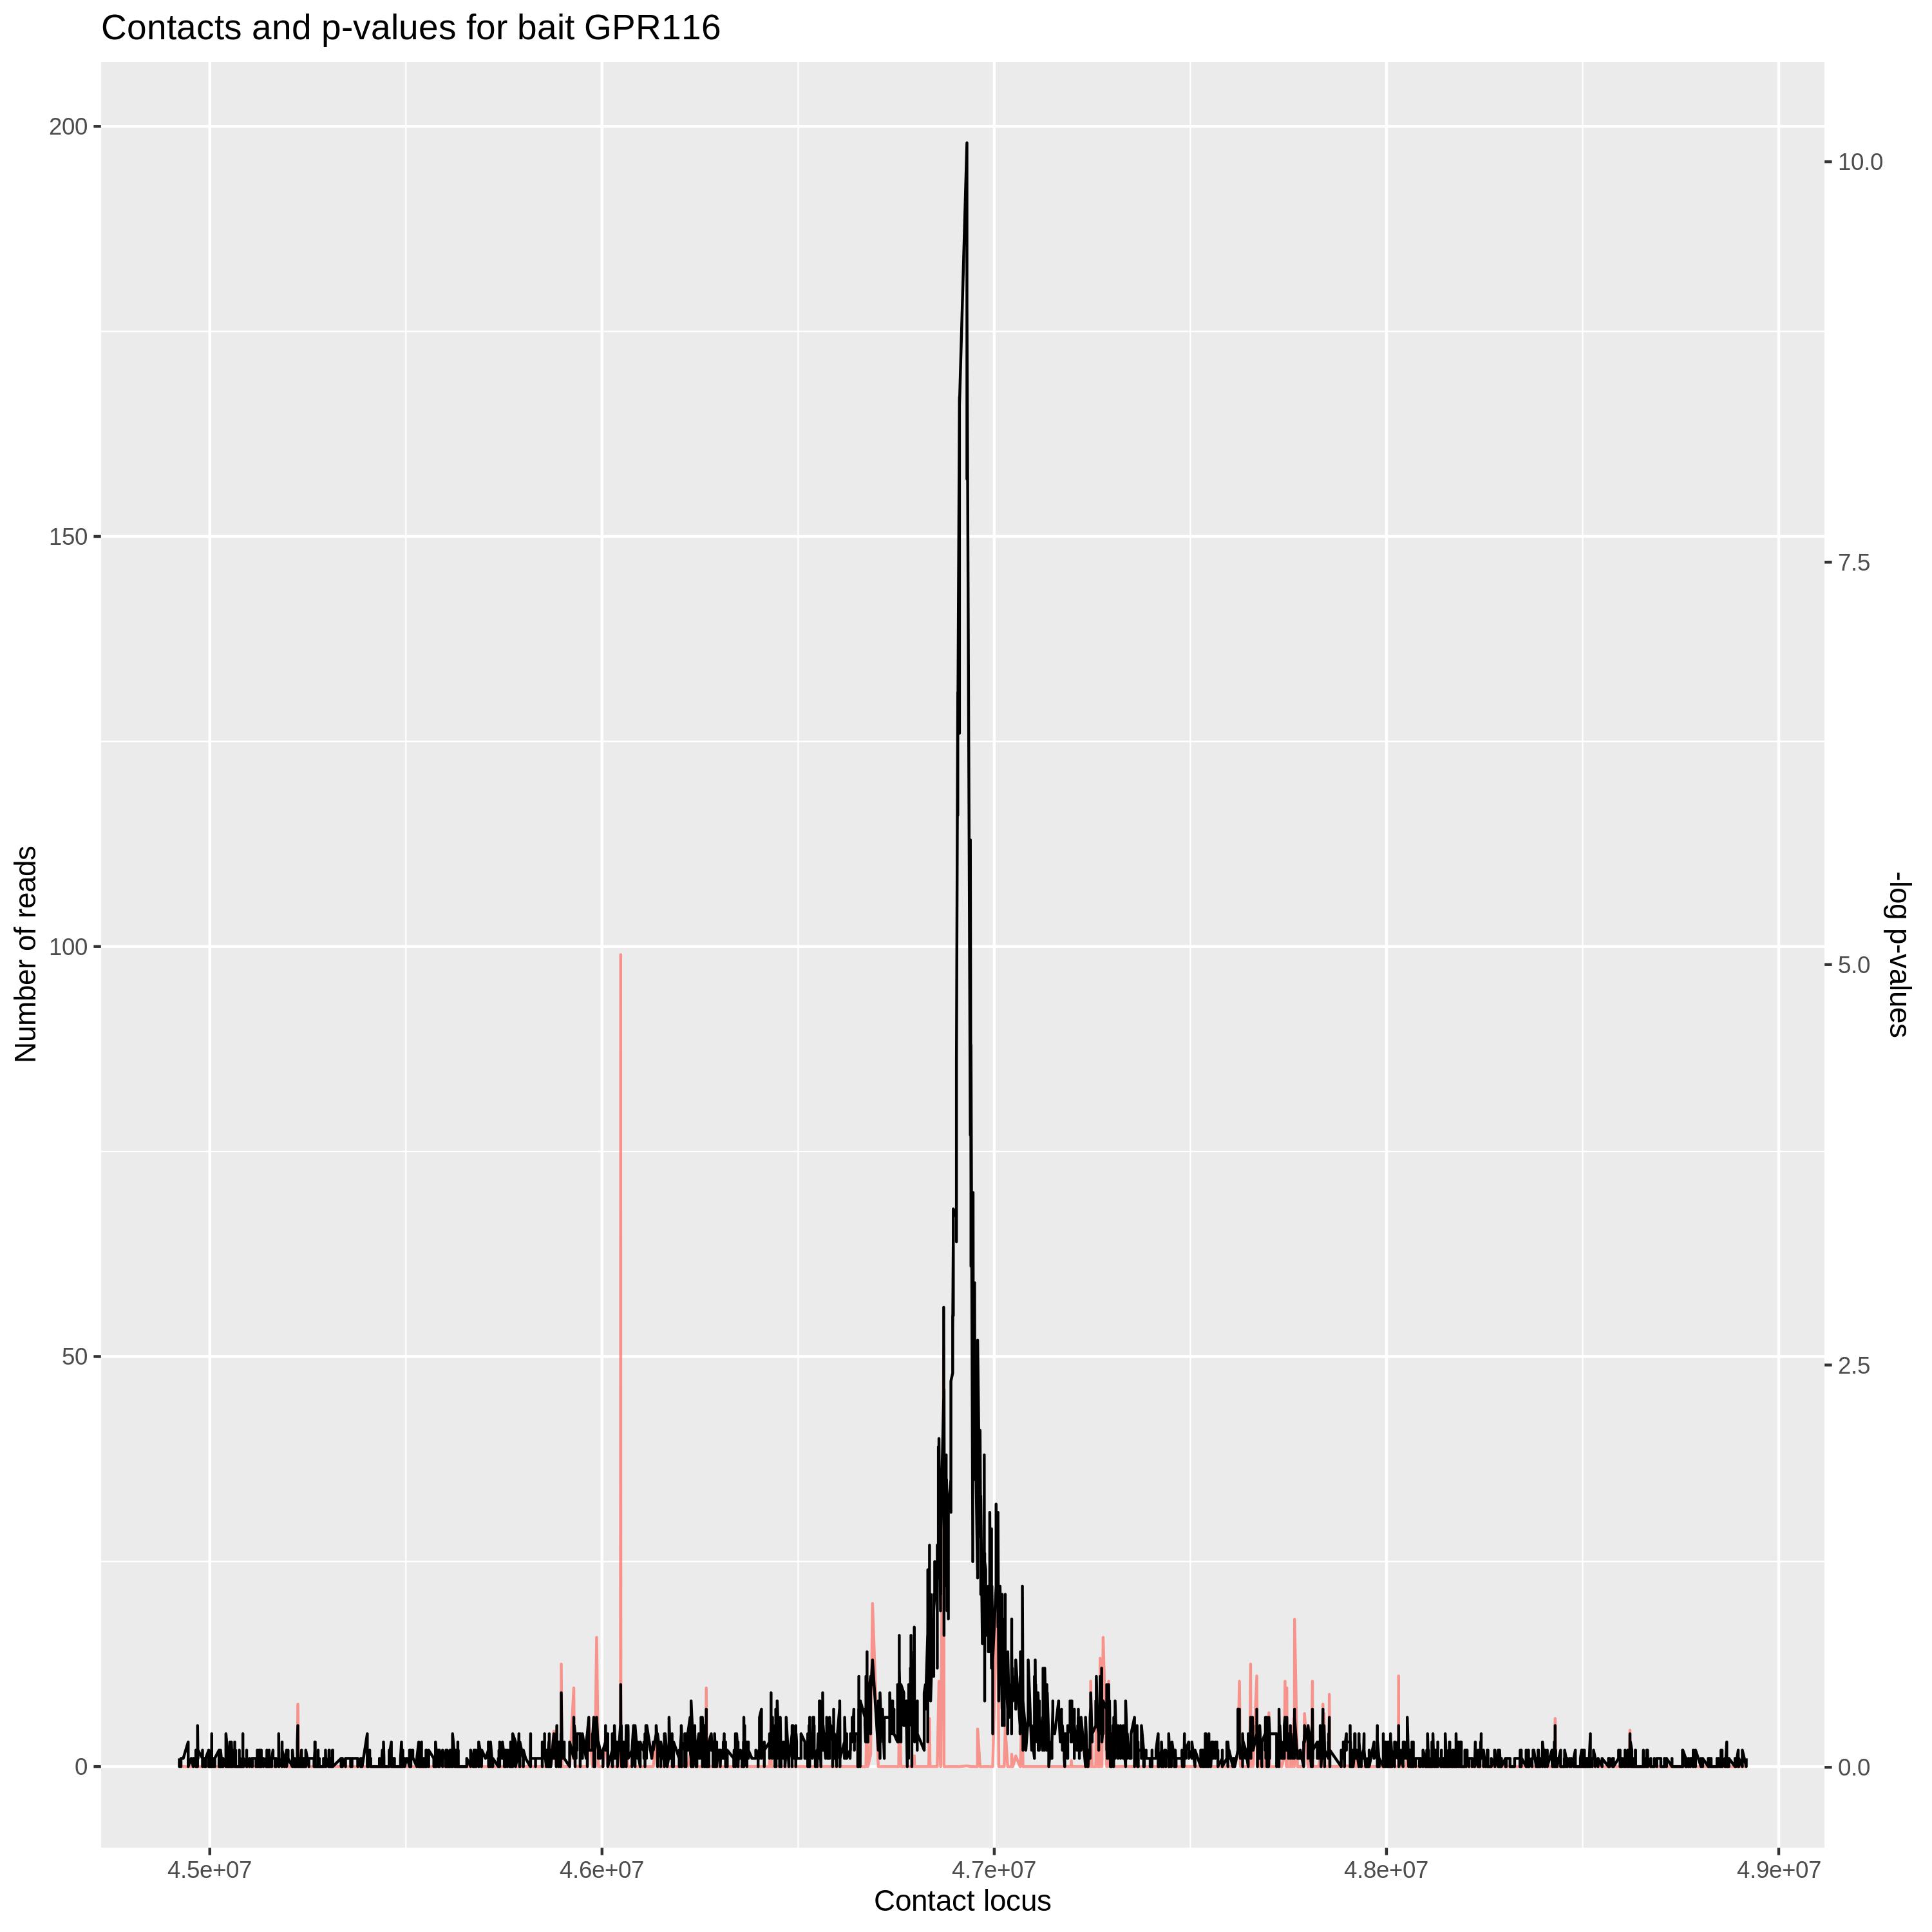 Contacts and p-values for bait GPR116
200
150
100
50
0
10.0
7.5
5.0
2.5
0.0
Number of reads
-log p-values
4.5e+07 4.6e+07 4.7e+07 4.8e+07 4.9e+07
Contact locus